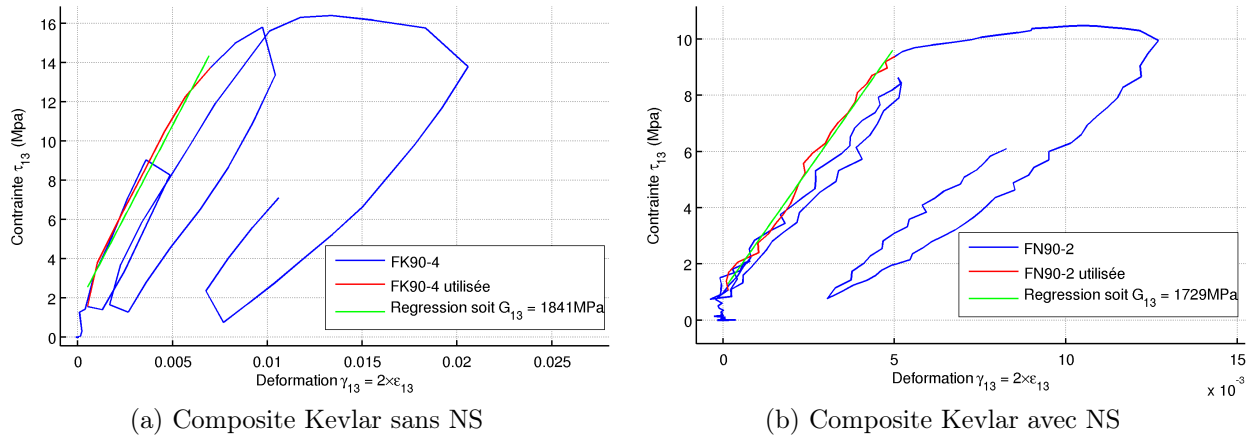 16
14
12
10
8
6
4
2
0
Contrainte τ13 (Mpa)
0
0.005
0.01
0.015
0.02
0.025
Deformation γ13 = 2×ε13
FK90-4
FK90-4 utilisée
Regression soit G13 = 1841MPa
(a) Composite Kevlar sans NS
10
8
6
4
2
0
Contrainte τ13 (MPa)
0
5
10
15
x 10-3
Deformation γ13 = 2×ε13
FN90-2
FN90-2 utilisée
Regression soit G13 = 1729MPa
(b) Composite Kevlar avec NS